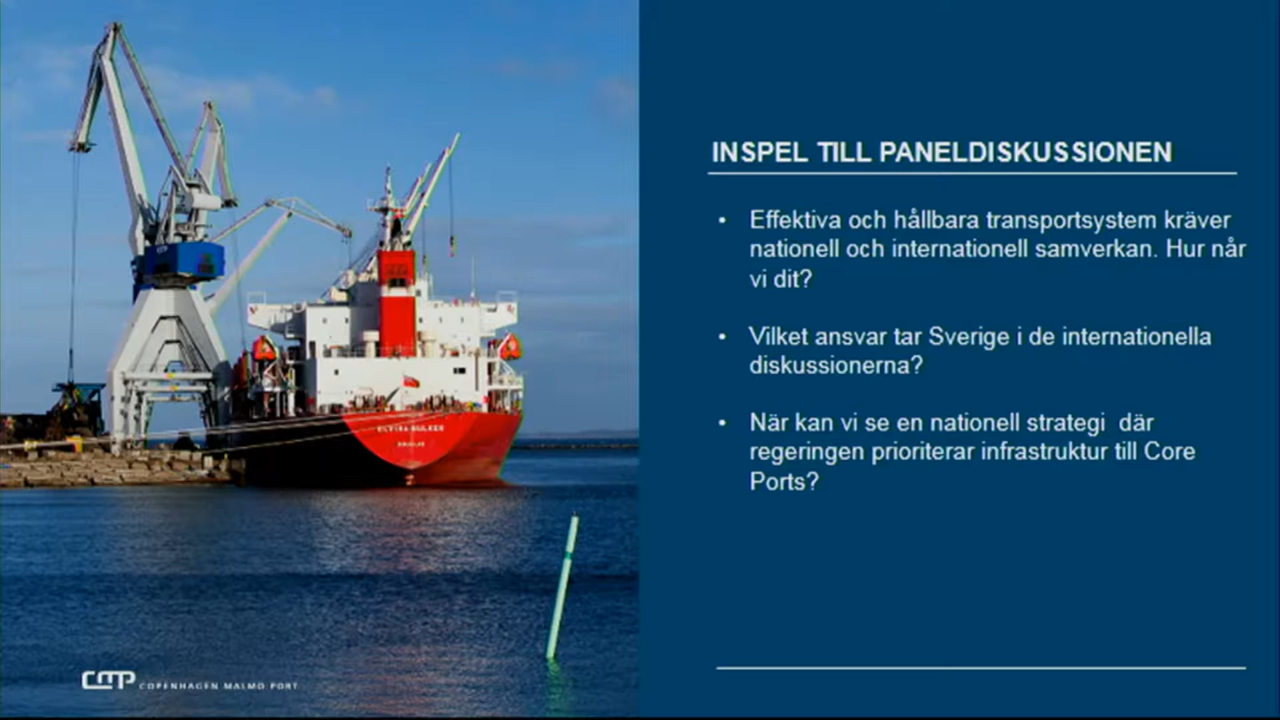 INSPEL TILL PANELDISKUSSIONEN
• Effektiva och hållbara transportsystem kräver
nationell och internationell samverkan. Hur når
vi dit?
• Vilket ansvar tar Sverige i de internationella
diskussionerna?
• När kan vi se en nationell strategi där
regeringen prioriterar infrastruktur till Core
Ports?
BULKER
CMP COPENHAGEN MALMÖ PORT